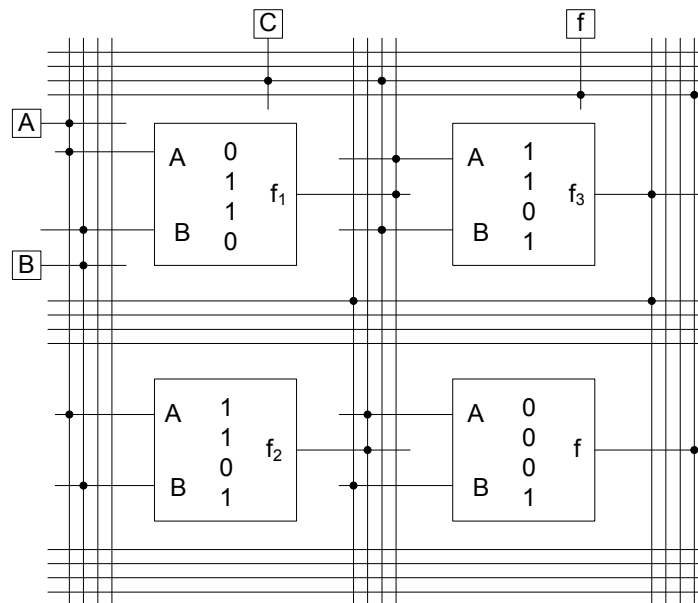 C f
A
A 0 1 1 0 B f₁
A 1 1 0 1 B f₃
B
A 1 1 0 1 B f₂
A 0 0 0 1 B f